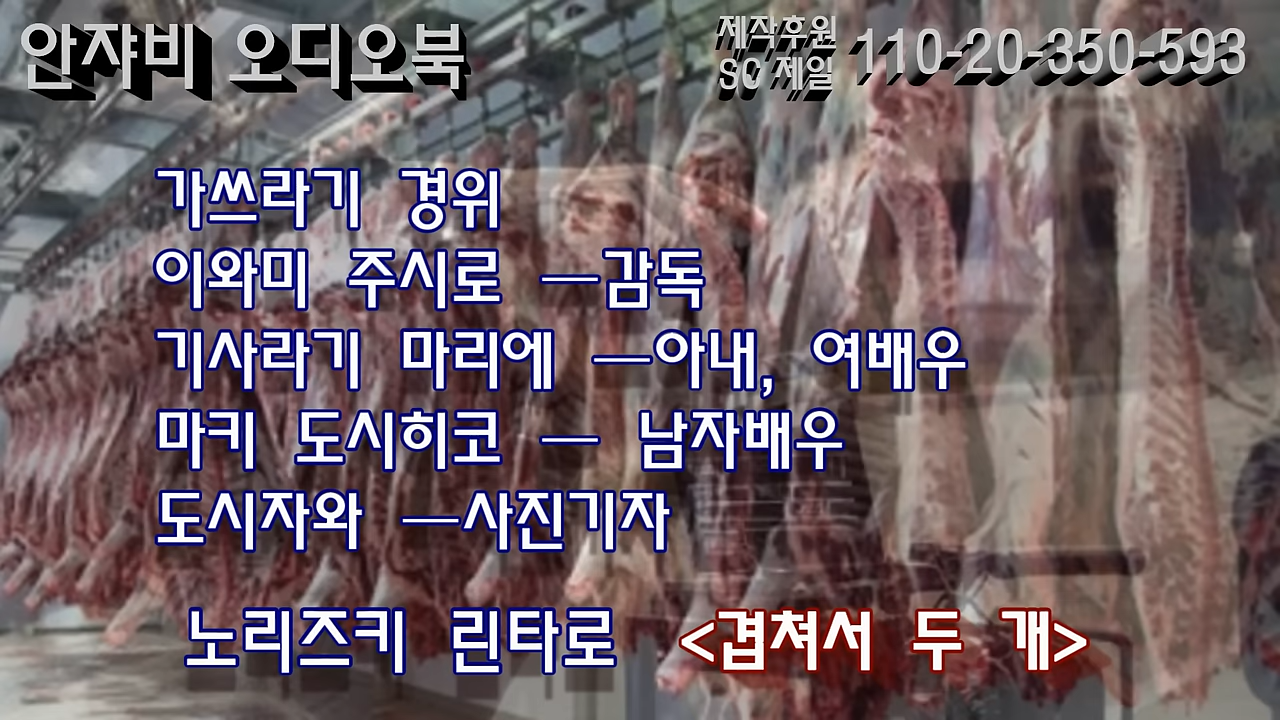 안쟈비 오디오북
제작후원
SC 제일
110-20-350-593
가쓰라기 경위
이와미 주시로 —감독
기사라기 마리에 —아내, 여배우
마키 도시히코 — 남자배우
도시자와 —사진기자
노리즈키 린타로 <겹쳐서 두 개>